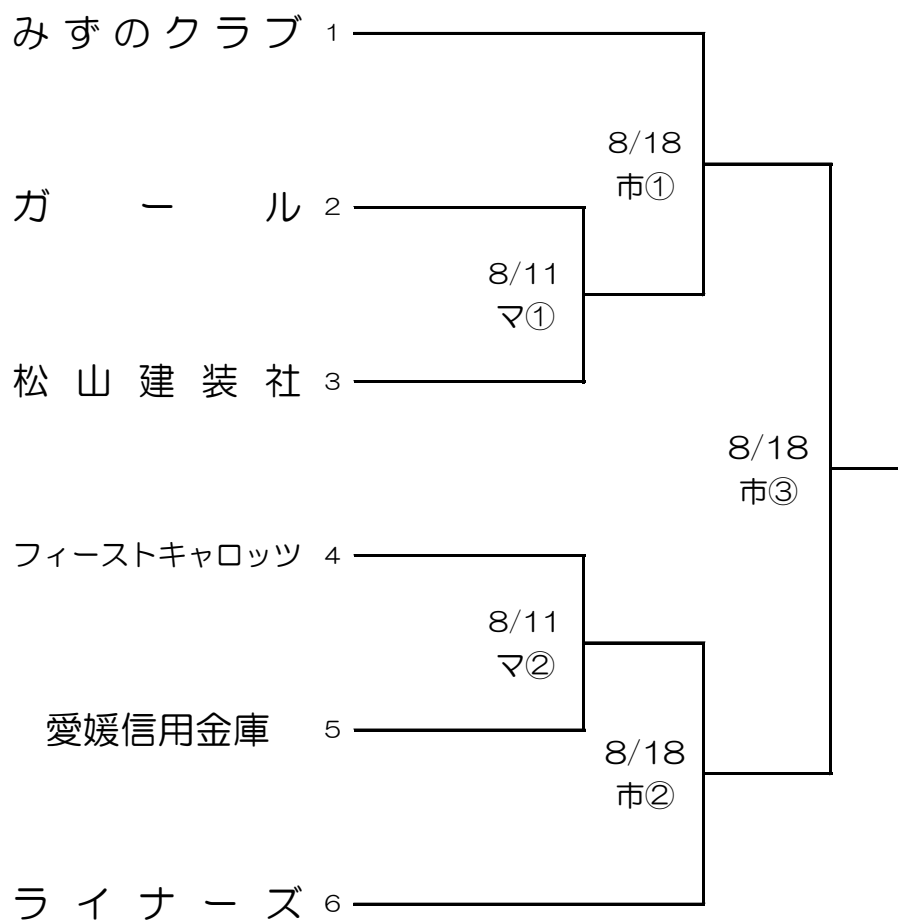 みずのクラブ 1
8/18
市①
ガール 2
8/11
マ①
松山建装社 3
8/18
市③
フィーストキャロッツ 4
8/11
マ②
愛媛信用金庫 5
8/18
市②
ライナーズ 6